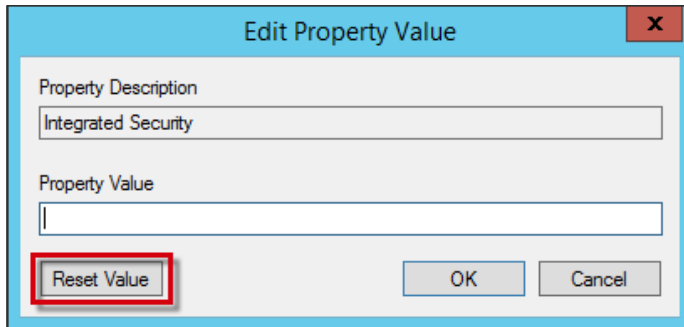 Edit Property Value
x
Property Description
Integrated Security
Property Value
Reset Value OK Cancel